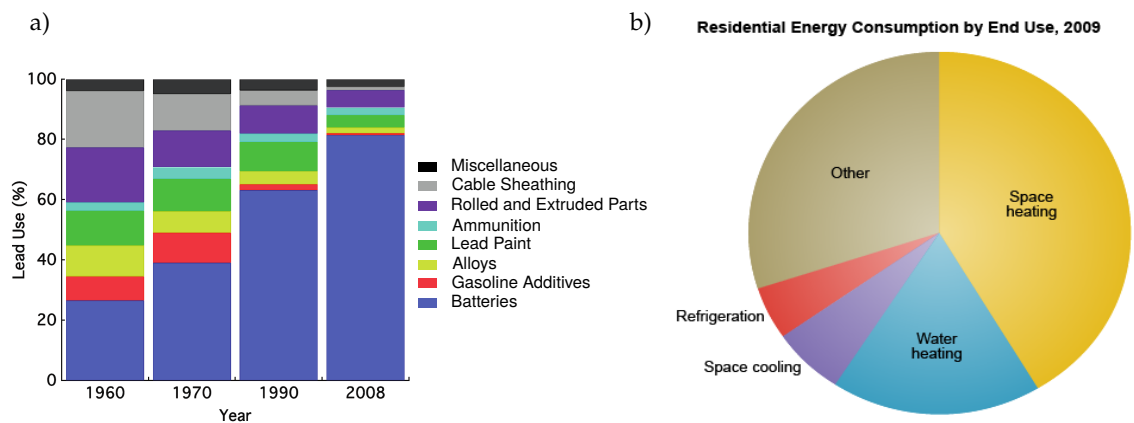 a)
100
80
60
40
20
0
Lead Use (%)
1960 1970 1990 2008
Year
Miscellaneous
Cable Sheathing
Rolled and Extruded Parts
Ammunition
Lead Paint
Alloys
Gasoline Additives
Batteries
b)
Residential Energy Consumption by End Use, 2009
Other
Space
heating
Refrigeration
Water
heating
Space cooling